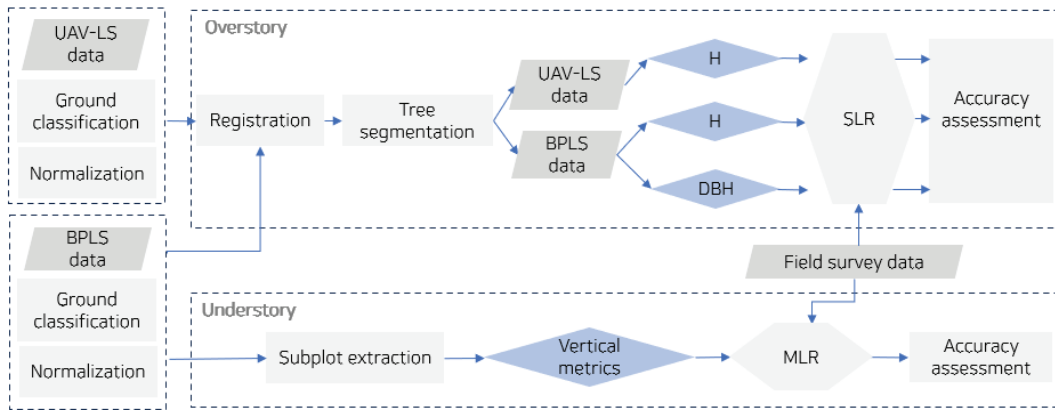 UAV-LS
data
Ground
classification
Normalization
BPLS
data
Ground
classification
Normalization
Overstory
Registration
Tree
segmentation
UAV-LS
data
BPLS
data
H
H
DBH
SLR
Accuracy
assessment
Field survey data
Understory
Subplot extraction
Vertical
metrics
MLR
Accuracy
assessment